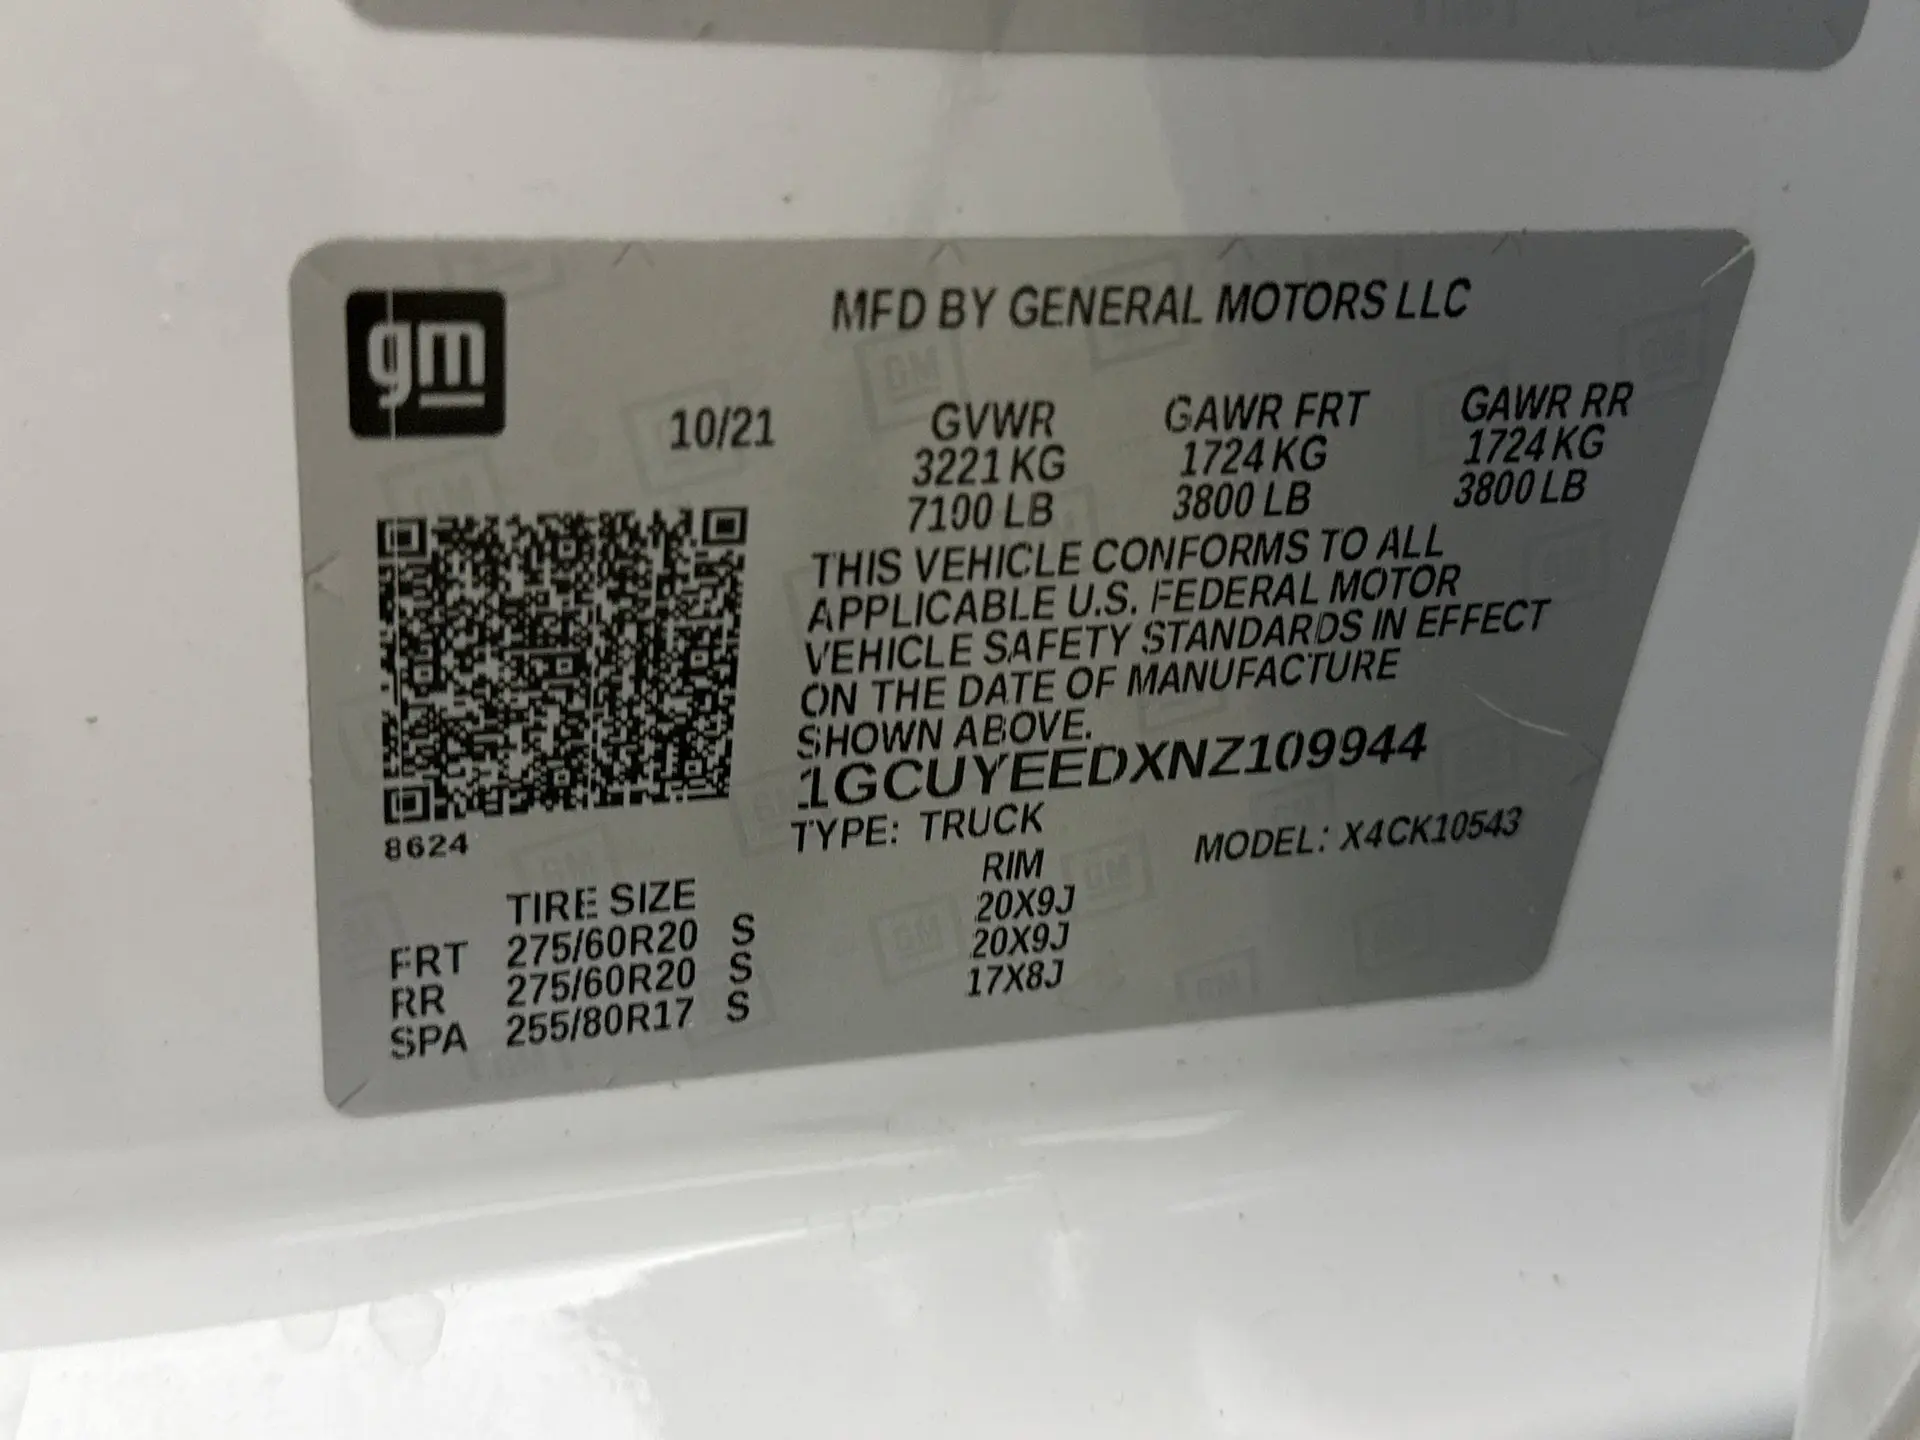 gm
MFD BY GENERAL MOTORS LLC
10/21 GVWR GAWR FRT GAWR RR
3221 KG 1724 KG 1724 KG
7100 LB 3800 LB 3800 LB
THIS VEHICLE CONFORMS TO ALL
APPLICABLE U.S. FEDERAL MOTOR
VEHICLE SAFETY STANDARDS IN EFFECT
ON THE DATE OF MANUFACTURE
SHOWN ABOVE.
1GCUYEEDXNZ109944
8624
TYPE: TRUCK MODEL: X4CK10543
TIRE SIZE RIM
FRT 275/60R20 S 20X9J
RR 275/60R20 S 20X9J
SPA 255/80R17 S 17X8J